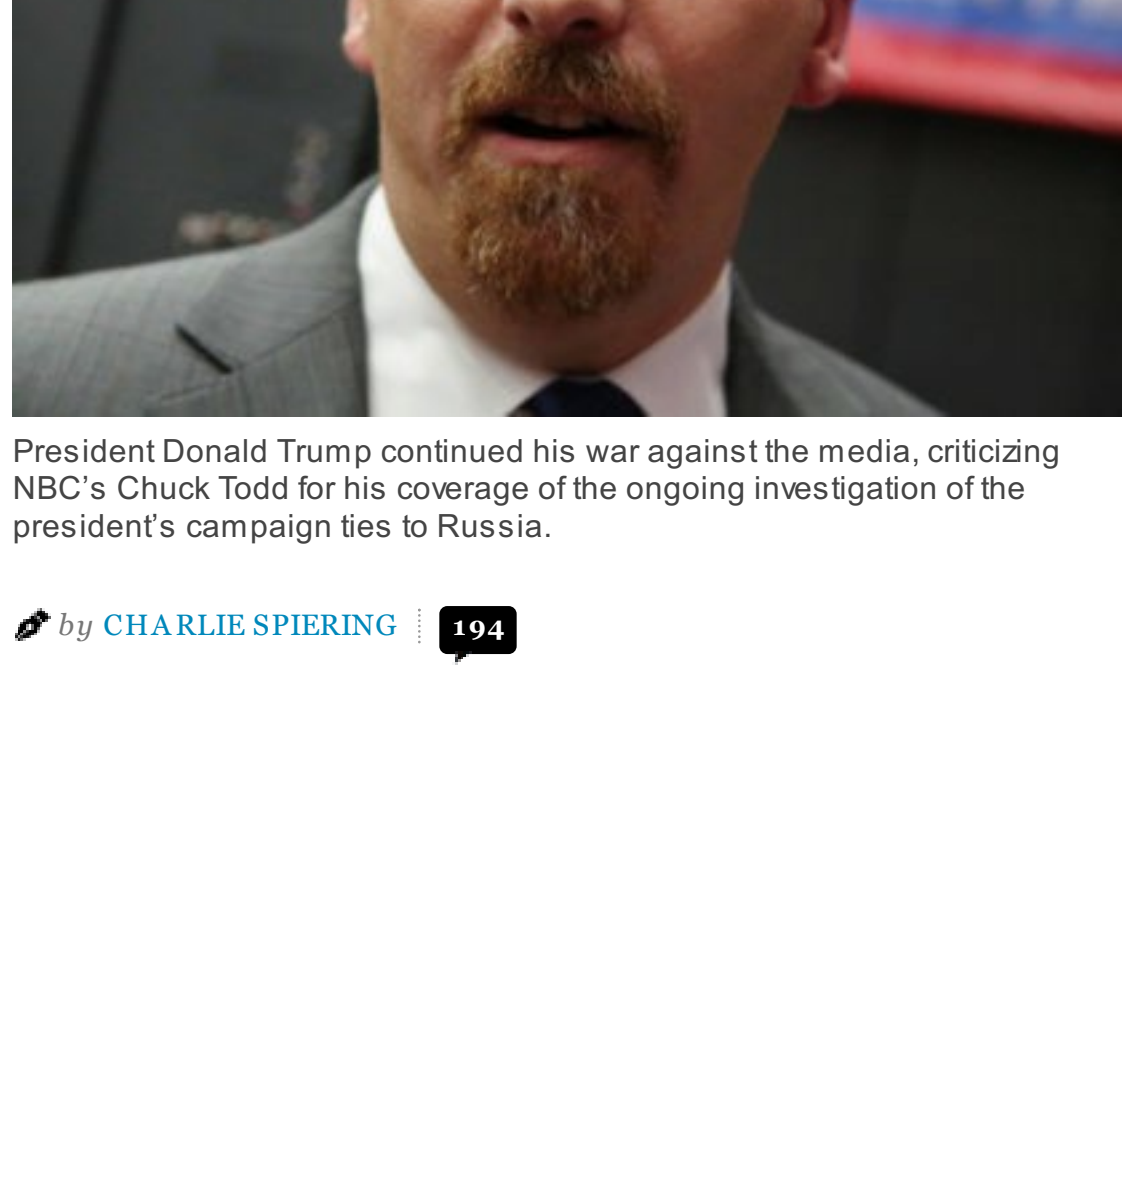 President Donald Trump continued his war against the media, criticizing
NBC’s Chuck Todd for his coverage of the ongoing investigation of the
president’s campaign ties to Russia.
by CHARLIE SPIERING 194